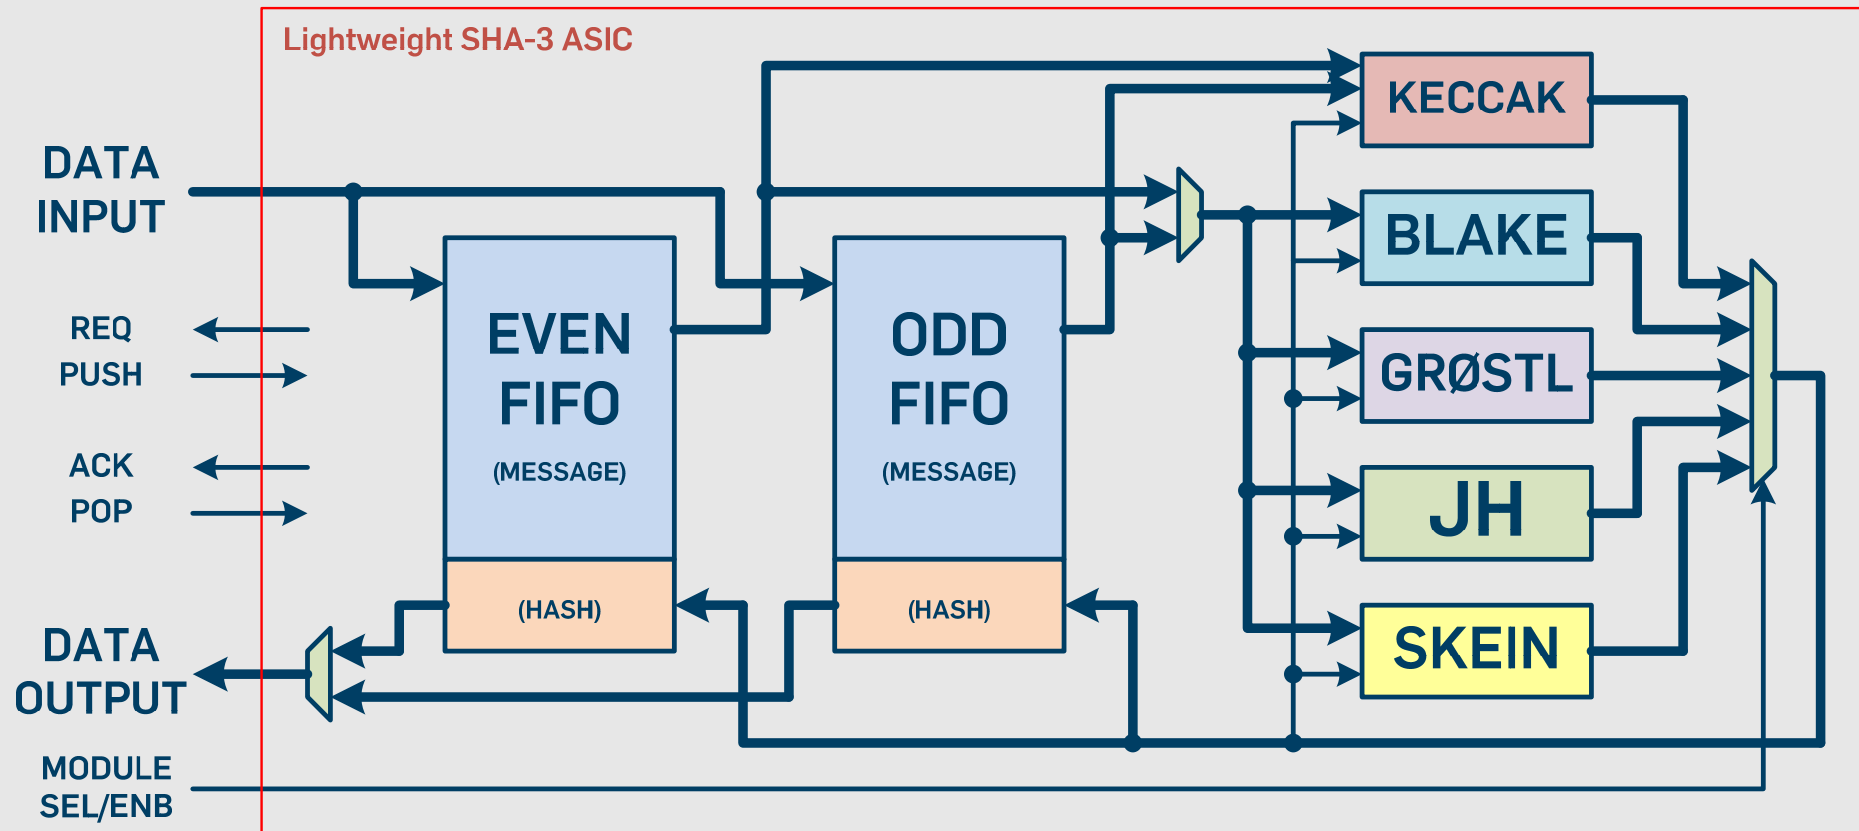 Lightweight SHA-3 ASIC
DATA
INPUT
REQ
PUSH
ACK
POP
DATA
OUTPUT
MODULE
SEL/ENB
EVEN
FIFO
(MESSAGE)
(HASH)
ODD
FIFO
(MESSAGE)
(HASH)
KECCAK
BLAKE
GRØSTL
JH
SKEIN